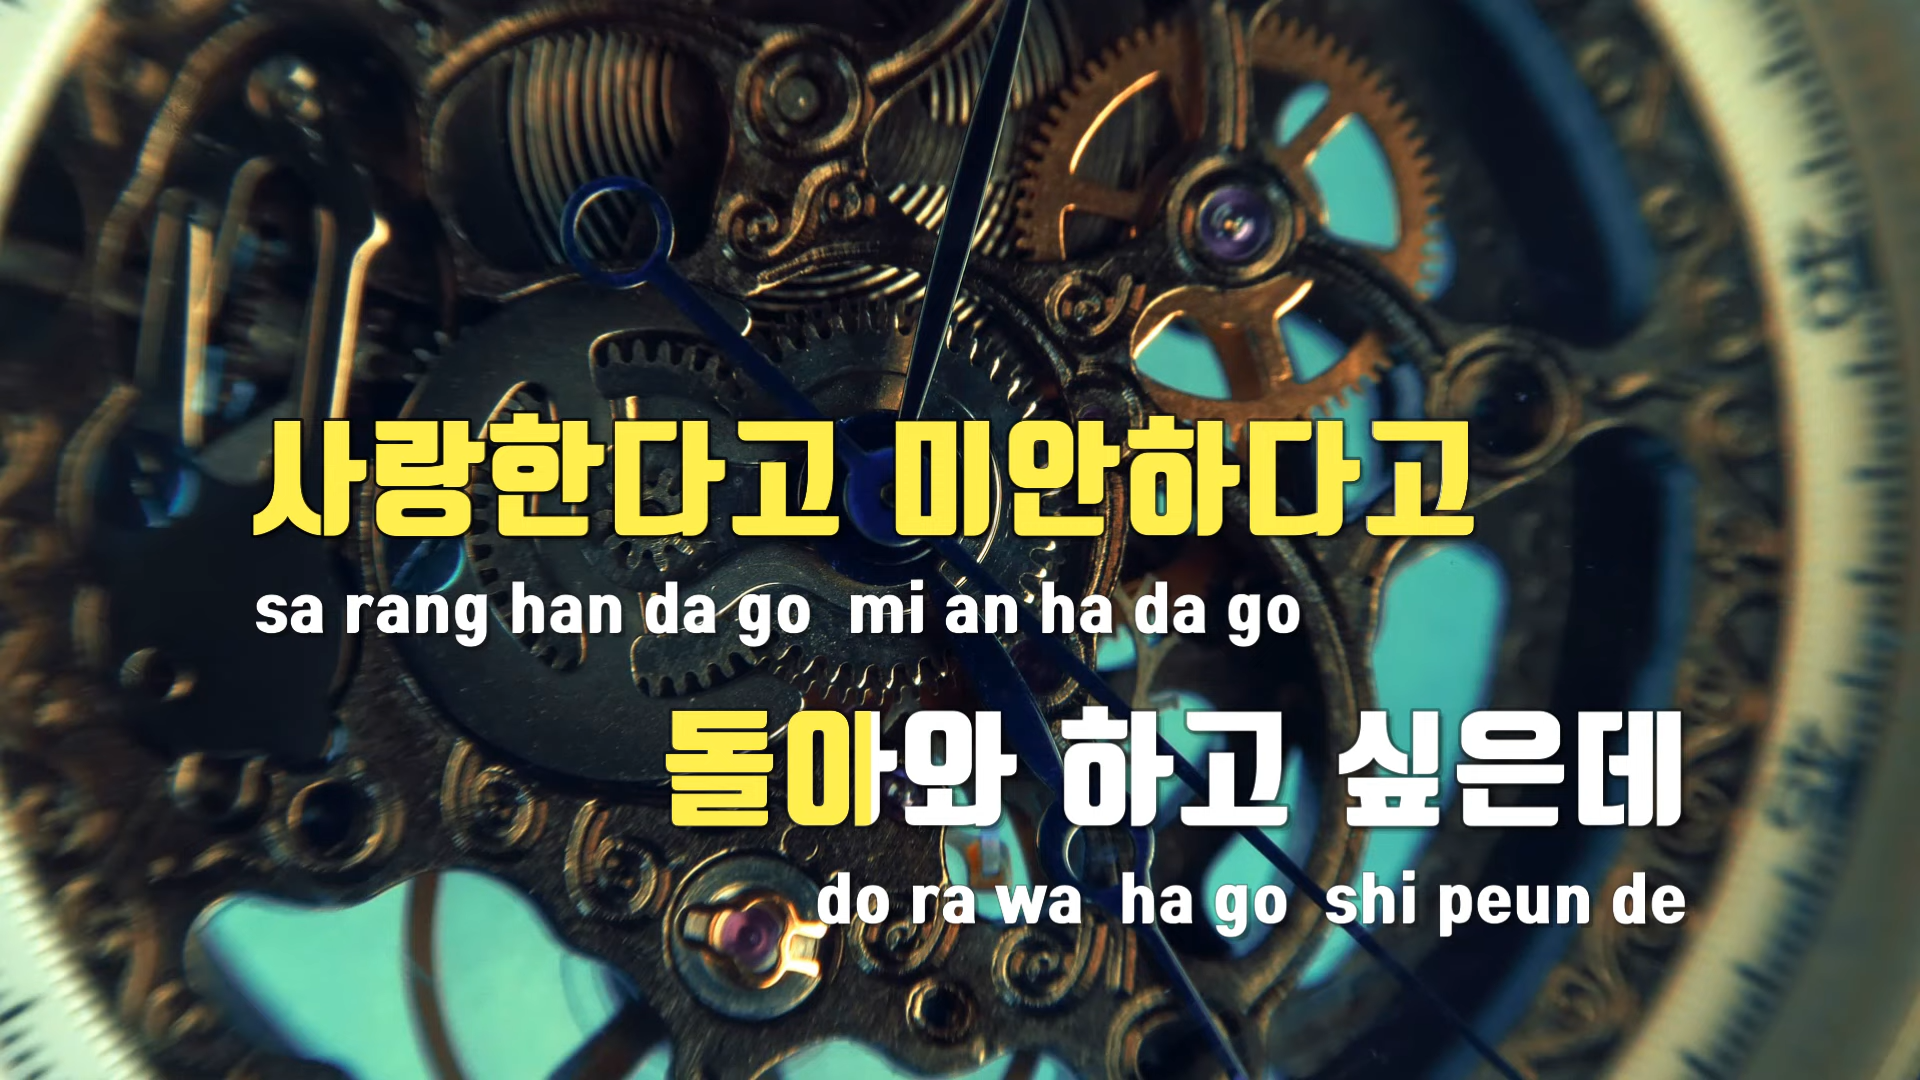 사랑한다고 미안하다고
sa rang han da go mi an ha da go
돌아와 하고 싶은데
do ra wa ha go shi peun de
40